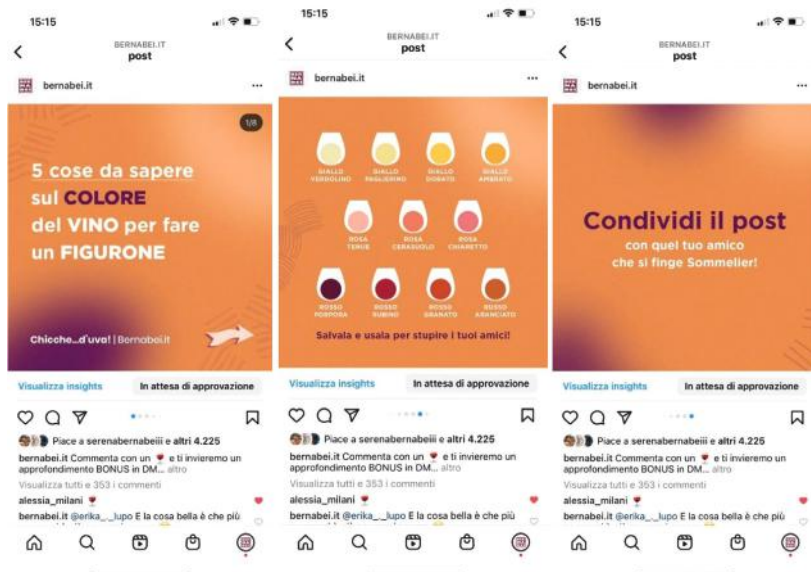 15:15
BERNABEI.IT
post
bernabei.it
1/8
5 cose da sapere
sul COLORE
del VINO per fare
un FIGURONE
Chicche...d'uva! | Bernabei.it
Visualizza insights
In attesa di approvazione
Piace a serenabernabeiii e altri 4.225
bernabei.it Commenta con un 🍷 e ti invieremo un
approfondimento BONUS in DM... altro
Visualizza tutti e 353 i commenti
alessia_milani 🍷
bernabei.it @erika_._lupo E la cosa bella è che più
15:15
BERNABEI.IT
post
bernabei.it
GIALLO VERDOLINO
GIALLO PAGLIERINO
GIALLO DORATO
GIALLO AMBRATO
ROSA TENUE
ROSA CERASUOLO
ROSA CHIARETTO
ROSSO PORPORA
ROSSO RUBINO
ROSSO GRANATO
ROSSO ARANCIATO
Salvala e usala per stupire i tuoi amici!
Visualizza insights
In attesa di approvazione
Piace a serenabernabeiii e altri 4.225
bernabei.it Commenta con un 🍷 e ti invieremo un
approfondimento BONUS in DM... altro
Visualizza tutti e 353 i commenti
alessia_milani 🍷
bernabei.it @erika_._lupo E la cosa bella è che più
15:15
BERNABEI.IT
post
bernabei.it
Condividi il post
con quel tuo amico
che si finge Sommelier!
Visualizza insights
In attesa di approvazione
Piace a serenabernabeiii e altri 4.225
bernabei.it Commenta con un 🍷 e ti invieremo un
approfondimento BONUS in DM... altro
Visualizza tutti e 353 i commenti
alessia_milani 🍷
bernabei.it @erika_._lupo E la cosa bella è che più